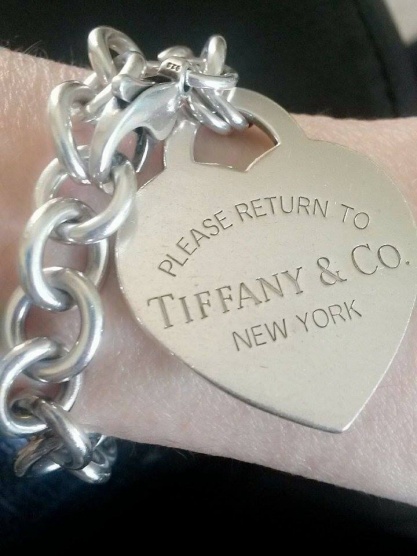 PLEASE RETURN TO
TIFFANY & CO.
NEW YORK